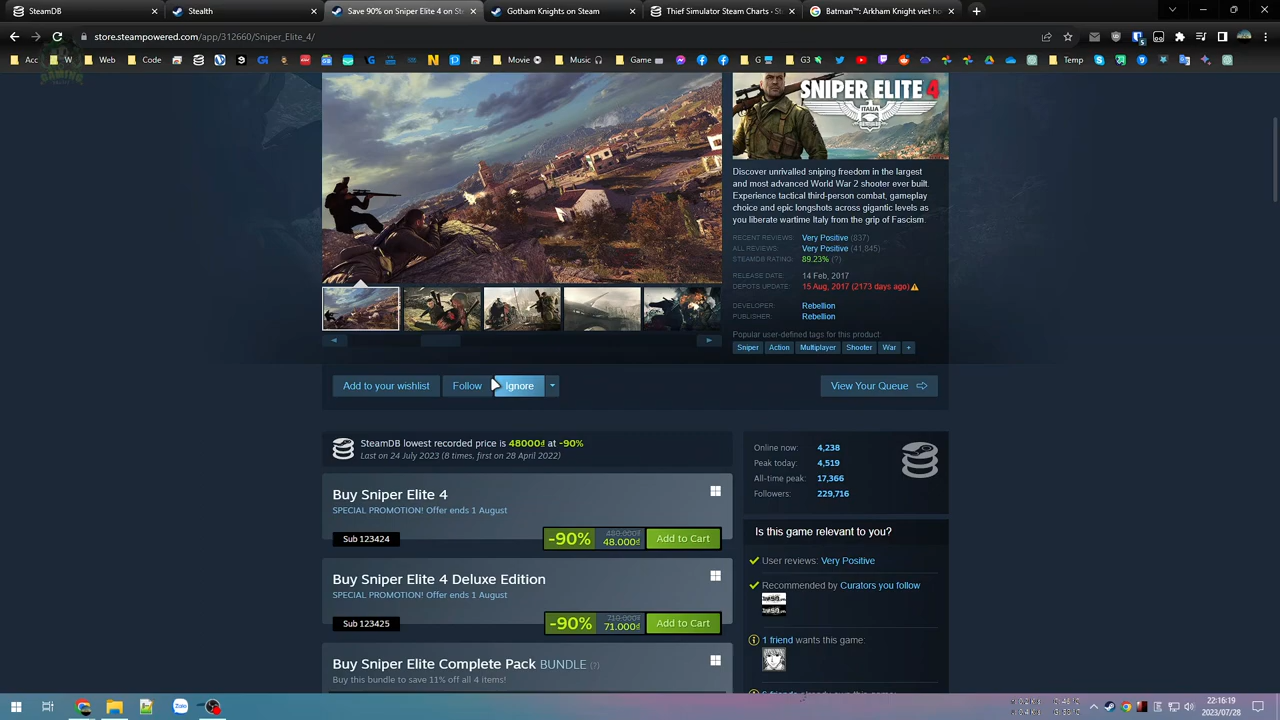 SteamDB
Stealth
Save 90% on Sniper Elite 4 on St
Gotham Knights on Steam
Third Simulator Steam Charts ·
Batman™: Arkham Knight viet ho
store.steampowered.com/app/312660/Sniper_Elite_4/
Acc
W
Web
Cod
Movie
Music
Game
G
G3
Temp
GAMING
SNIPER ELITE 4
ITALIA
Discover unrivalled sniping freedom in the largest
and most advanced World War 2 shooter ever built.
Experience tactical third-person combat, gameplay
choice and epic longshots across gigantic levels as
you liberate wartime Italy from the grip of Fascism.
RECENT REVIEWS: Very Positive (837)
ALL REVIEWS: Very Positive (41,845)
STEAMDB RATING: 89.23% (?)
RELEASE DATE: 14 Feb, 2017
DEPOTS UPDATE: 15 Aug, 2017 (2173 days ago)
DEVELOPER: Rebellion
PUBLISHER: Rebellion
Popular user-defined tags for this product:
Sniper Action Multiplayer Shooter War +
Add to your wishlist Follow Ignore View Your Queue
SteamDB lowest recorded price is 48000₫ at -90%
Last on 24 July 2023 (8 times, first on 28 April 2022)
Online now: 4,238
Peak today: 4,519
All-time peak: 17,366
Followers: 229,716
Buy Sniper Elite 4
SPECIAL PROMOTION! Offer ends 1 August
Sub 123424
-90% 480.000₫ 48.000₫ Add to Cart
Is this game relevant to you?
User reviews: Very Positive
Recommended by Curators you follow
Buy Sniper Elite 4 Deluxe Edition
SPECIAL PROMOTION! Offer ends 1 August
Sub 123425
-90% 710.000₫ 71.000₫ Add to Cart
1 friend wants this game:
Buy Sniper Elite Complete Pack BUNDLE (?)
Buy this bundle to save 11% off all 4 items!
Zalo
22:16:19
2023/07/28